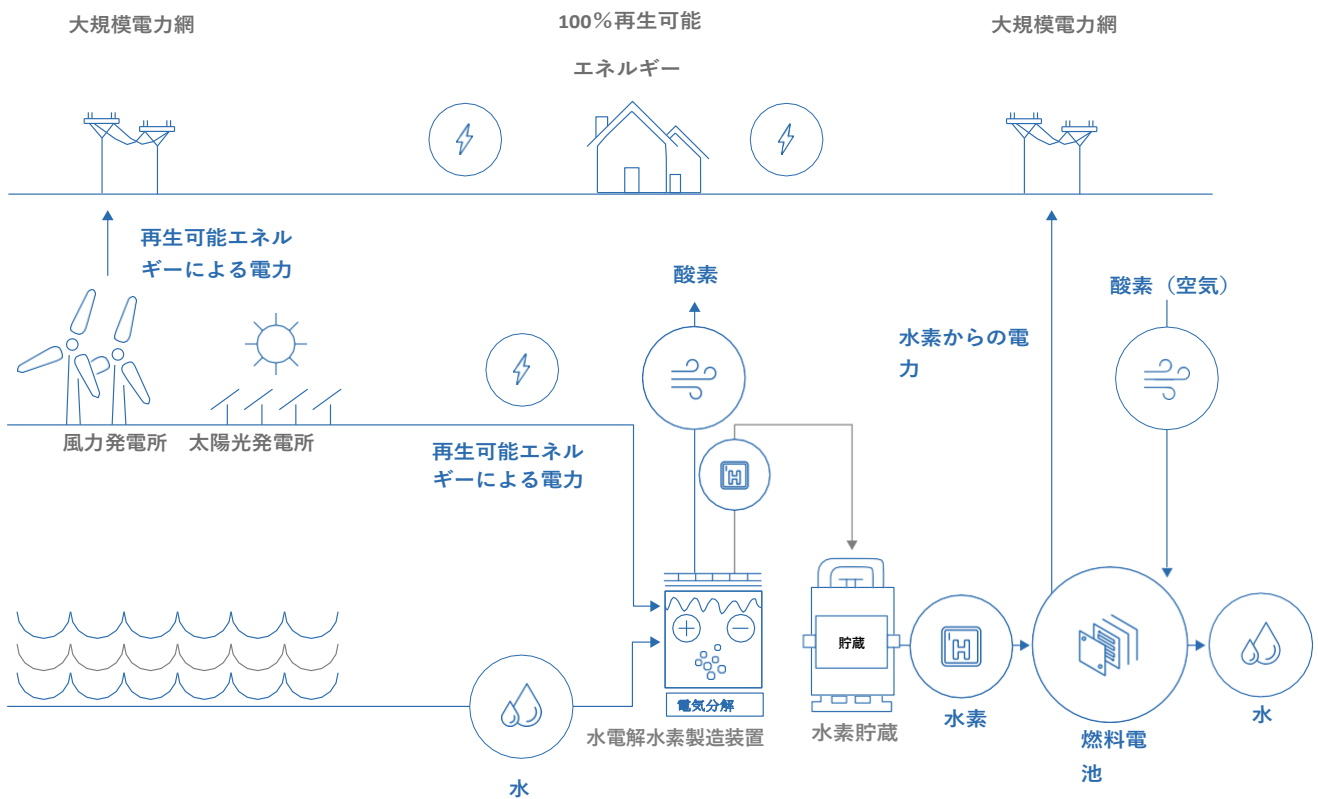 大規模電力網
100％再生可能
エネルギー
大規模電力網
再生可能エネル
ギーによる電力
酸素
酸素（空気）
水素からの電
力
風力発電所
太陽光発電所
再生可能エネル
ギーによる電力
H
貯蔵
H
電気分解
水電解水素製造装置
水素貯蔵
水素
水
燃料電
池
水